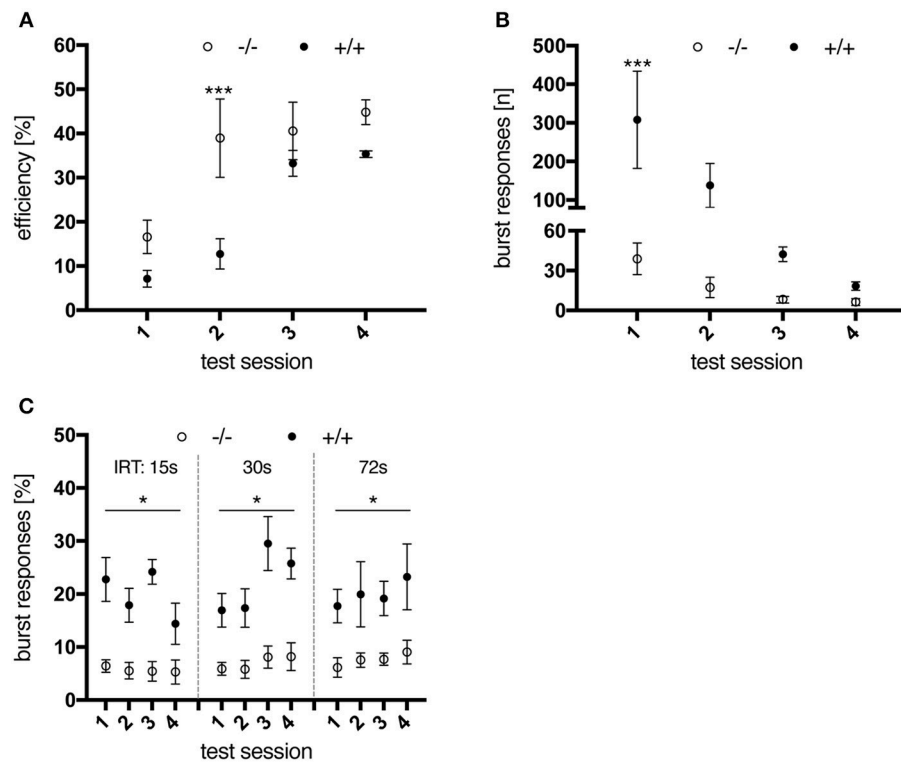 A
-/- +/+
60
50
40
30
20
10
0
***
efficiency [%]
1 2 3 4
test session
B
-/- +/+
500
400
300
200
100
60
30
0
***
burst responses [n]
1 2 3 4
test session
C
-/- +/+
50
40
30
20
10
0
IRT: 15s 30s 72s
* * *
burst responses [%]
1 2 3 4 1 2 3 4 1 2 3 4
test session